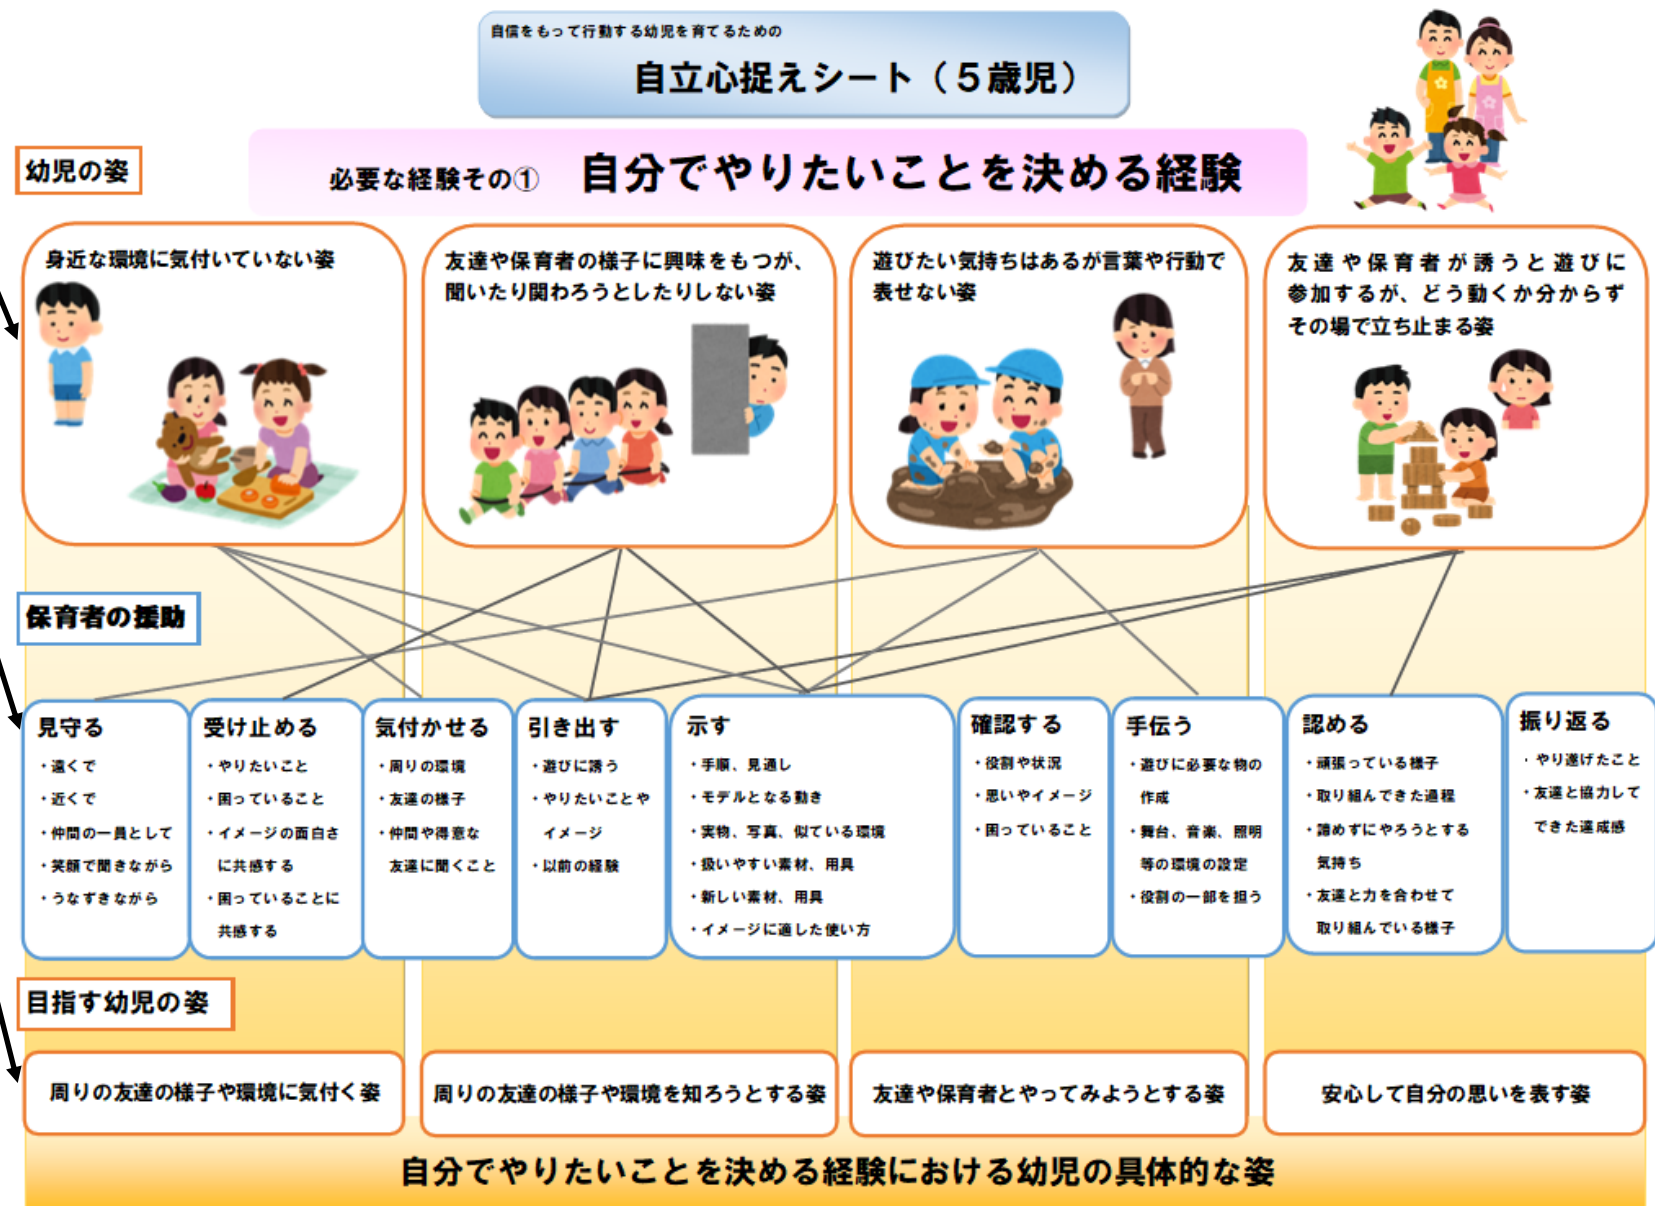 自信をもって行動する幼児を育てるための
自立心捉えシート（５歳児）
幼児の姿
必要な経験その① 自分でやりたいことを決める経験
身近な環境に気付いていない姿
友達や保育者の様子に興味をもつが、
聞いたり関わろうとしたりしない姿
遊びたい気持ちはあるが言葉や行動で
表せない姿
友達や保育者が誘うと遊びに
参加するが、どう動くか分からず
その場で立ち止まる姿
保育者の援助
見守る
・遠くで
・近くで
・仲間の一員として
・笑顔で聞きながら
・うなずきながら
受け止める
・やりたいこと
・困っていること
・イメージの面白さ
に共感する
・困っていることに
共感する
気付かせる
・周りの環境
・友達の様子
・仲間や得意な
友達に聞くこと
引き出す
・遊びに誘う
・やりたいことや
イメージ
・以前の経験
示す
・手順、見通し
・モデルとなる動き
・実物、写真、似ている環境
・扱いやすい素材、用具
・新しい素材、用具
・イメージに適した使い方
確認する
・役割や状況
・思いやイメージ
・困っていること
手伝う
・遊びに必要な物の
作成
・舞台、音楽、照明
等の環境の設定
・役割の一部を担う
認める
・頑張っている様子
・取り組んできた過程
・諦めずにやろうとする
気持ち
・友達と力を合わせて
取り組んでいる様子
振り返る
・やり遂げたこと
・友達と協力して
できた達成感
目指す幼児の姿
周りの友達の様子や環境に気付く姿
周りの友達の様子や環境を知ろうとする姿
友達や保育者とやってみようとする姿
安心して自分の思いを表す姿
自分でやりたいことを決める経験における幼児の具体的な姿